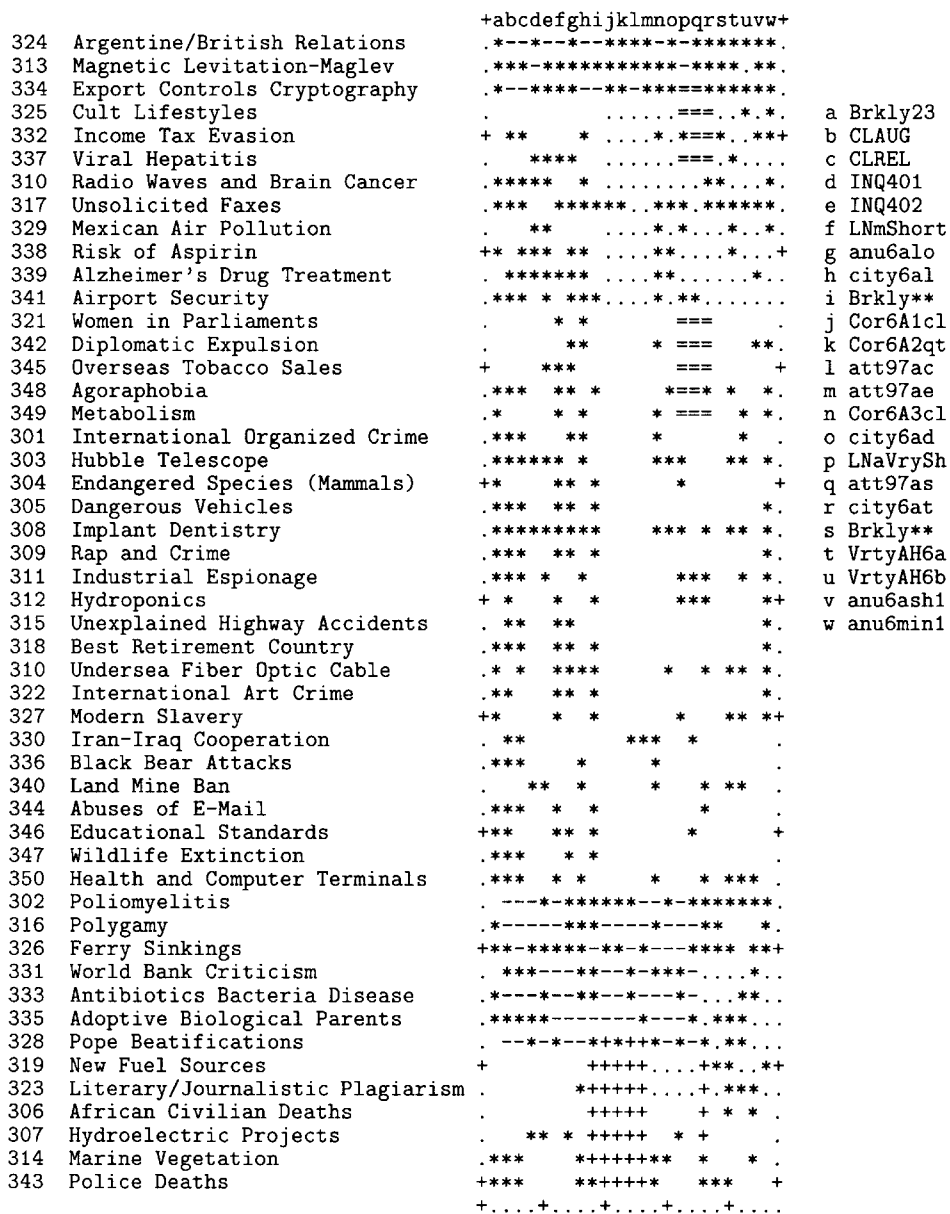 +abcdefghijklmnopqrstuvw+
324 Argentine/British Relations .*--*--*--****-*-*******.
313 Magnetic Levitation-Maglev .***-***********-****.**.
334 Export Controls Cryptography .*--****--**-***==******.
325 Cult Lifestyles . ......===..*.*. a Brkly23
332 Income Tax Evasion + ** * ....*.*==*..**+ b CLAUG
337 Viral Hepatitis . **** ......===.*.... c CLREL
310 Radio Waves and Brain Cancer .***** * ........**...*. d INQ401
317 Unsolicited Faxes .*** ******..***.******. e INQ402
329 Mexican Air Pollution . ** ....*.*...*..*. f LNmShort
338 Risk of Aspirin +* *** ** ....**....*...+ g anu6alo
339 Alzheimer's Drug Treatment . ******* ....**......*.. h city6al
341 Airport Security .*** * ***....*.**....... i Brkly**
321 Women in Parliaments . * * === . j Cor6A1cl
342 Diplomatic Expulsion . ** * === **. k Cor6A2qt
345 Overseas Tobacco Sales + *** === + l att97ac
348 Agoraphobia .*** ** * *==* * *. m att97ae
349 Metabolism .* * * * === * *. n Cor6A3cl
301 International Organized Crime .*** ** * * . o city6ad
303 Hubble Telescope .****** * *** ** *. p LNaVrySh
304 Endangered Species (Mammals) +* ** * * + q att97as
305 Dangerous Vehicles .*** ** * *. r city6at
308 Implant Dentistry .********* *** * ** *. s Brkly**
309 Rap and Crime .*** ** * *. t VrtyAH6a
311 Industrial Espionage .*** * * *** * *. u VrtyAH6b
312 Hydroponics + * * * *** *+ v anu6ash1
315 Unexplained Highway Accidents . ** ** *. w anu6min1
318 Best Retirement Country .*** ** * *.
310 Undersea Fiber Optic Cable .* * **** * * ** *.
322 International Art Crime .** ** * *.
327 Modern Slavery +* * * * ** *+
330 Iran-Iraq Cooperation . ** *** * .
336 Black Bear Attacks .*** * * .
340 Land Mine Ban . ** * * * ** .
344 Abuses of E-Mail .*** * * * .
346 Educational Standards +** ** * * +
347 Wildlife Extinction .*** * * .
350 Health and Computer Terminals .*** * * * * *** .
302 Poliomyelitis . ---*-******--*-*******.
316 Polygamy .*-----***----*---** *.
326 Ferry Sinkings +**-*****-**-*---**** **+
331 World Bank Criticism . ***---**--*-***-....*..
333 Antibiotics Bacteria Disease .*---*--**--*---*-...**..
335 Adoptive Biological Parents .*****-------*---*.***...
328 Pope Beatifications . --*-*--*+++++*-*-*.**...
319 New Fuel Sources + +++++....+**..*+
323 Literary/Journalistic Plagiarism . *+++++....+.***..
306 African Civilian Deaths . +++++ + * * .
307 Hydroelectric Projects . ** * +++++ * + .
314 Marine Vegetation .*** *+++++** * * .
343 Police Deaths +*** **+++++* *** +
+....+....+....+....+....